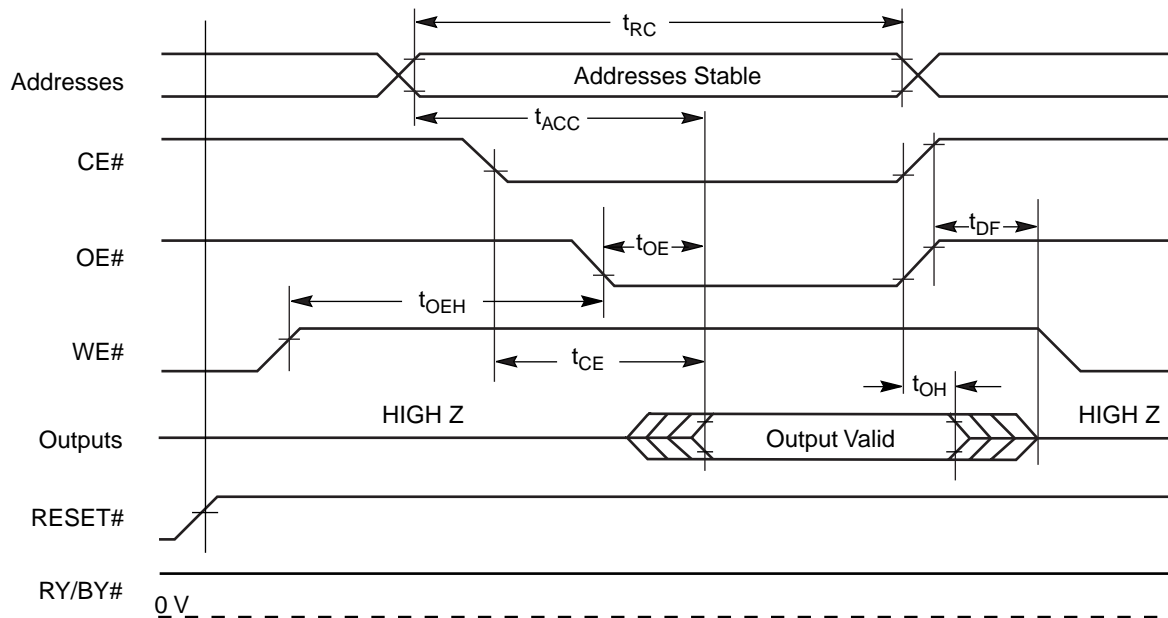 tRC
Addresses
Addresses Stable
tACC
CE#
tDF
OE#
tOE
tOEH
WE#
tCE
tOH
HIGH Z
HIGH Z
Outputs
Output Valid
RESET#
RY/BY#
0 V